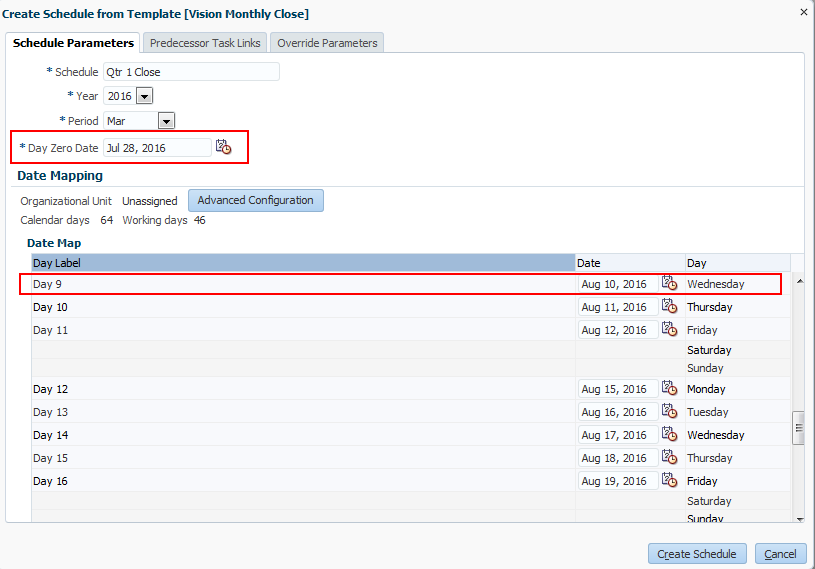 Create Schedule from Template [Vision Monthly Close]
Schedule Parameters Predecessor Task Links Override Parameters
* Schedule Qtr 1 Close
* Year 2016
* Period Mar
* Day Zero Date Jul 28, 2016
Date Mapping
Organizational Unit Unassigned Advanced Configuration
Calendar days 64 Working days 46
Date Map
Day Label Date Day
Day 9 Aug 10, 2016 Wednesday
Day 10 Aug 11, 2016 Thursday
Day 11 Aug 12, 2016 Friday
Saturday
Sunday
Day 12 Aug 15, 2016 Monday
Day 13 Aug 16, 2016 Tuesday
Day 14 Aug 17, 2016 Wednesday
Day 15 Aug 18, 2016 Thursday
Day 16 Aug 19, 2016 Friday
Saturday
Sunday
Create Schedule Cancel